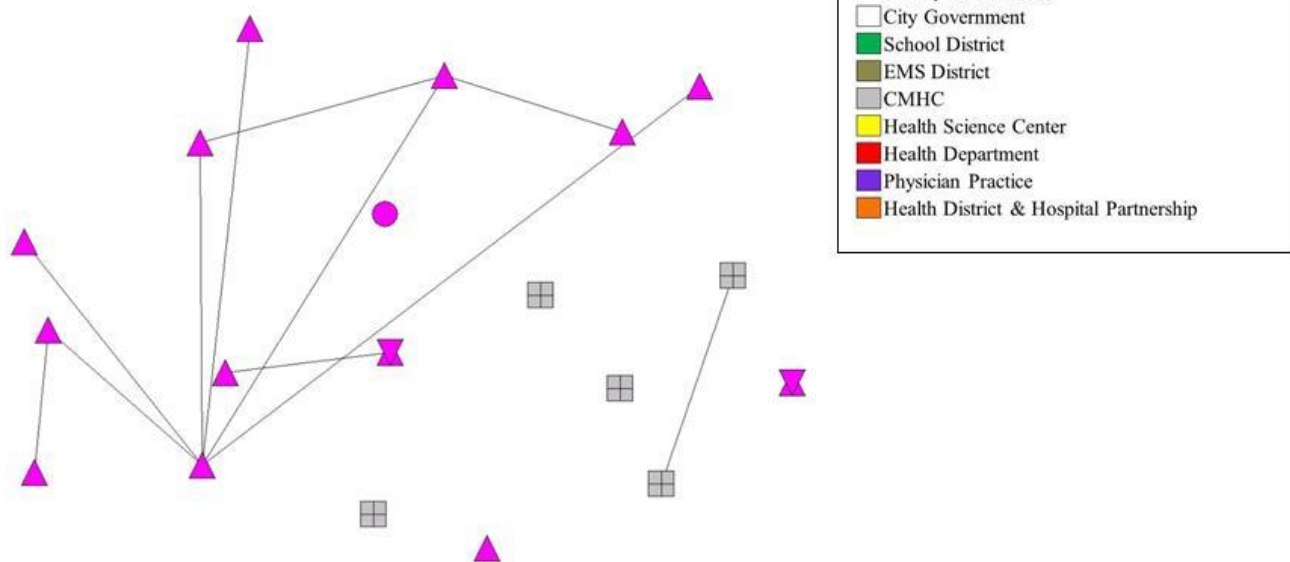 City Government
School District
EMS District
CMHC
Health Science Center
Health Department
Physician Practice
Health District & Hospital Partnership